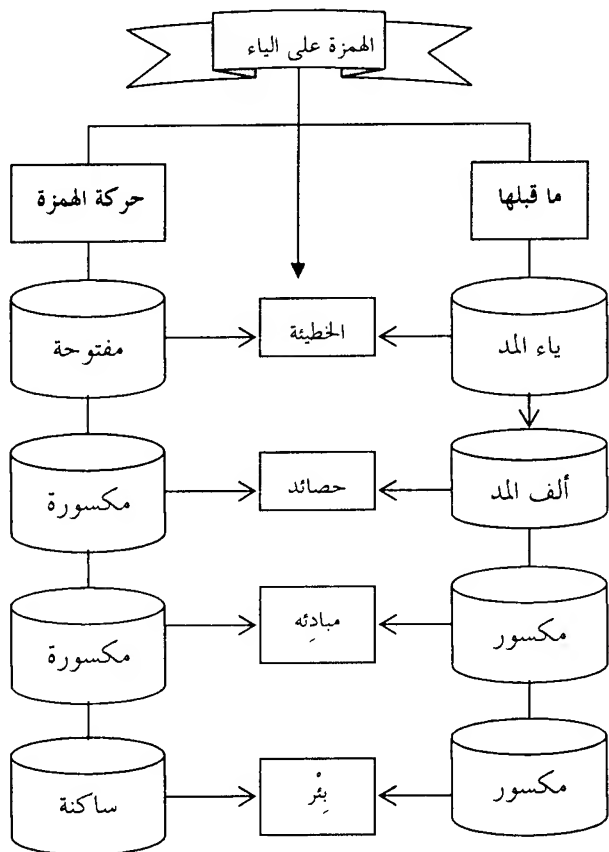 الهمزة على الياء
ما قبلها
حركة الهمزة
ياء المد
الخطيئة
مفتوحة
ألف المد
حصائد
مكسورة
مكسور
مبادِئه
مكسورة
مكسور
بِئْر
ساكنة